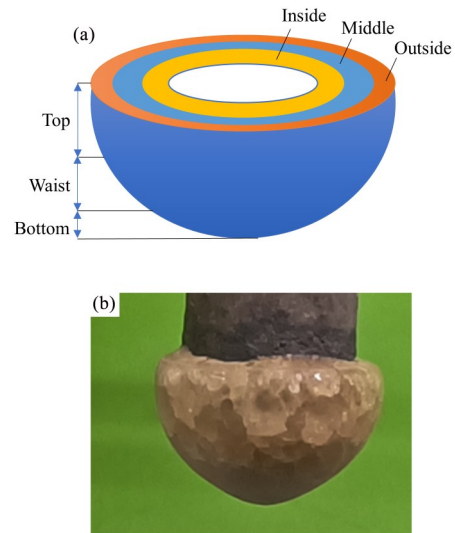 (a)
Inside
Middle
Outside
Top
Waist
Bottom
(b)